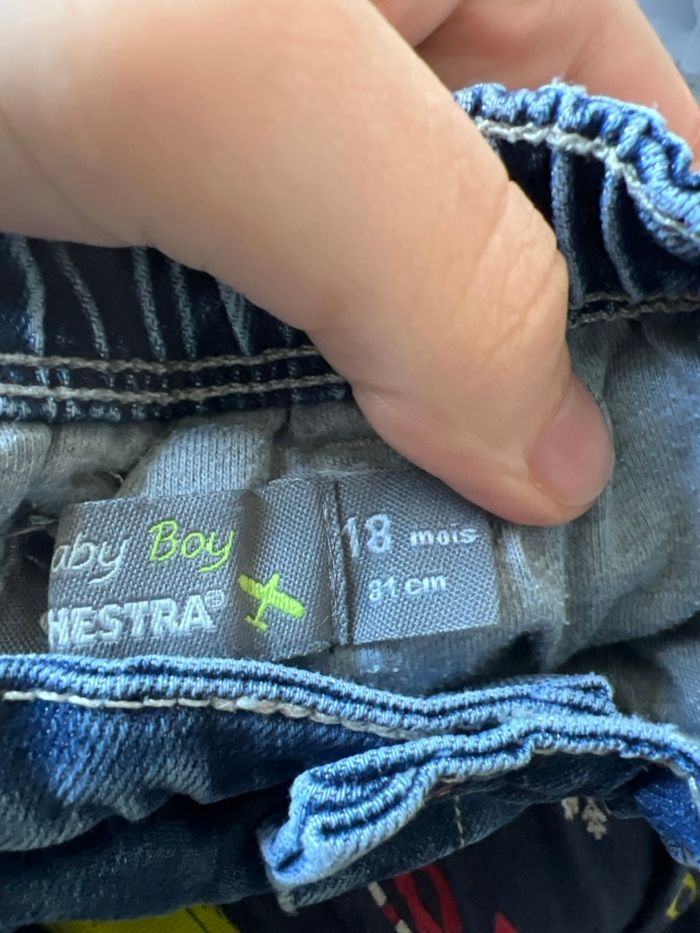 aby Boy
HESTRA®
18 mois
81 cm